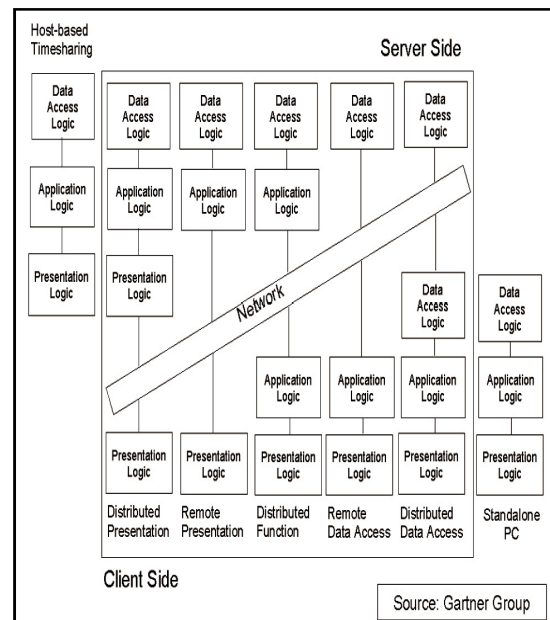 Host-based
Timesharing
Server Side
Data
Access
Logic
Application
Logic
Presentation
Logic
Data
Access
Logic
Application
Logic
Presentation
Logic
Presentation
Logic
Distributed
Presentation
Data
Access
Logic
Application
Logic
Presentation
Logic
Remote
Presentation
Data
Access
Logic
Application
Logic
Application
Logic
Presentation
Logic
Distributed
Function
Data
Access
Logic
Application
Logic
Presentation
Logic
Remote
Data Access
Data
Access
Logic
Data
Access
Logic
Application
Logic
Presentation
Logic
Distributed
Data Access
Data
Access
Logic
Application
Logic
Presentation
Logic
Standalone
PC
Network
Client Side
Source: Gartner Group